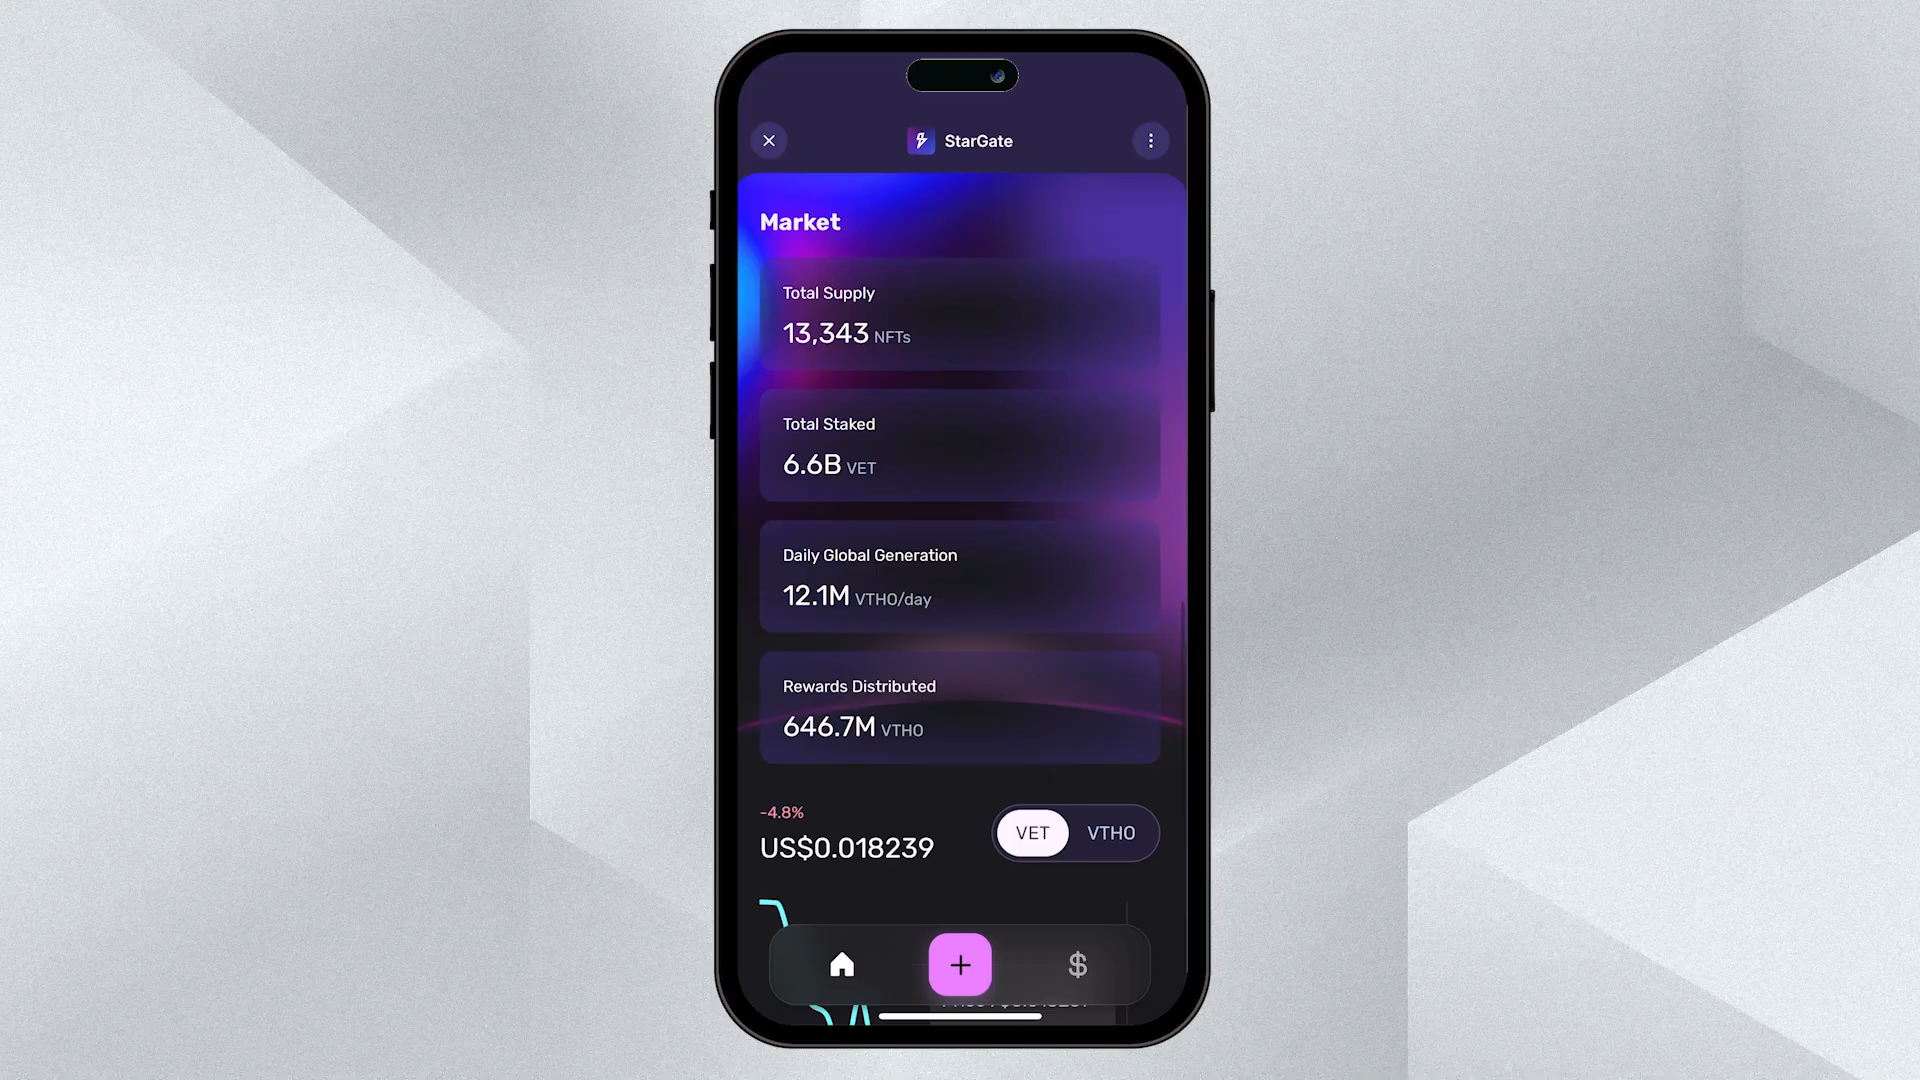 StarGate
Market
Total Supply
13,343 NFTs
Total Staked
6.6B VET
Daily Global Generation
12.1M VTHO/day
Rewards Distributed
646.7M VTHO
-4.8%
US$0.018239
VET
VTHO